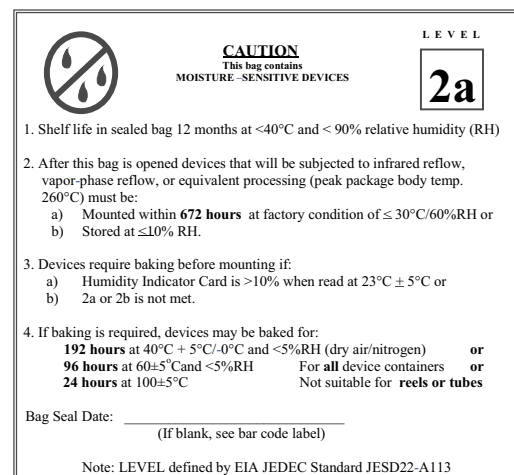 LEVEL
CAUTION
This bag contains
MOISTURE –SENSITIVE DEVICES
2a
1. Shelf life in sealed bag 12 months at <40°C and < 90% relative humidity (RH)
2. After this bag is opened devices that will be subjected to infrared reflow,
vapor-phase reflow, or equivalent processing (peak package body temp.
260°C) must be:
a) Mounted within 672 hours at factory condition of ≤ 30°C/60%RH or
b) Stored at ≤10% RH.
3. Devices require baking before mounting if:
a) Humidity Indicator Card is >10% when read at 23°C ± 5°C or
b) 2a or 2b is not met.
4. If baking is required, devices may be baked for:
192 hours at 40°C + 5°C/-0°C and <5%RH (dry air/nitrogen) or
96 hours at 60±5°Cand <5%RH For all device containers or
24 hours at 100±5°C Not suitable for reels or tubes
Bag Seal Date: ______________________________
(If blank, see bar code label)
Note: LEVEL defined by EIA JEDEC Standard JESD22-A113